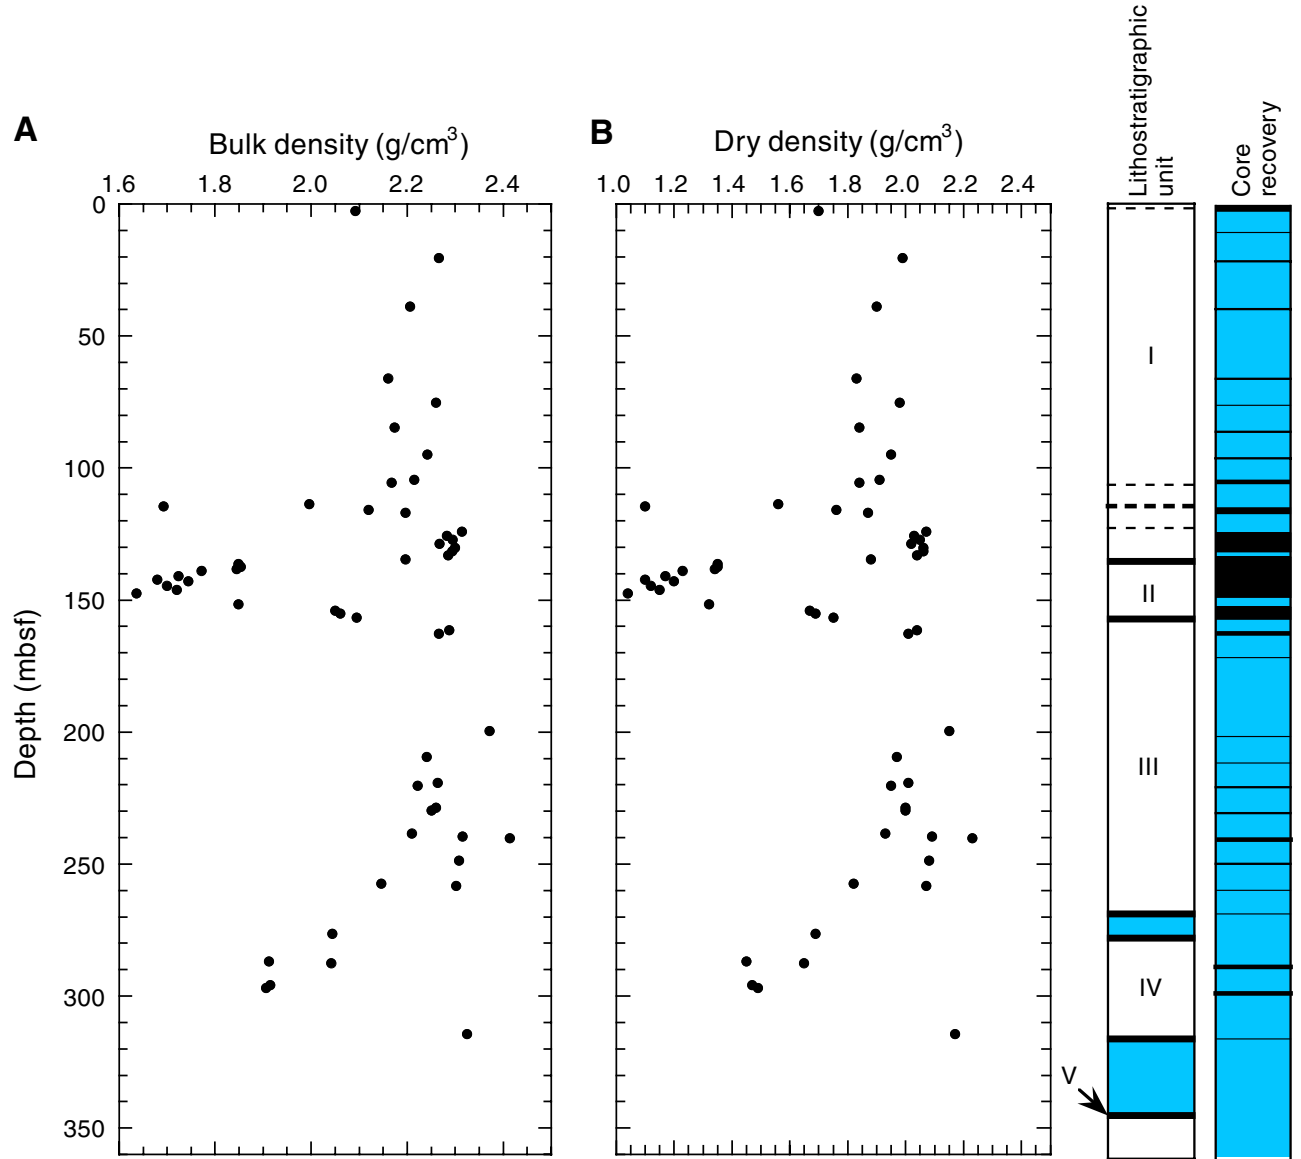 A
Bulk density (g/cm³)
1.6 1.8 2.0 2.2 2.4
B
Dry density (g/cm³)
1.0 1.2 1.4 1.6 1.8 2.0 2.2 2.4
Lithostratigraphic
unit
Core
recovery
Depth (mbsf)
0
50
100
150
200
250
300
350
I
II
III
IV
V